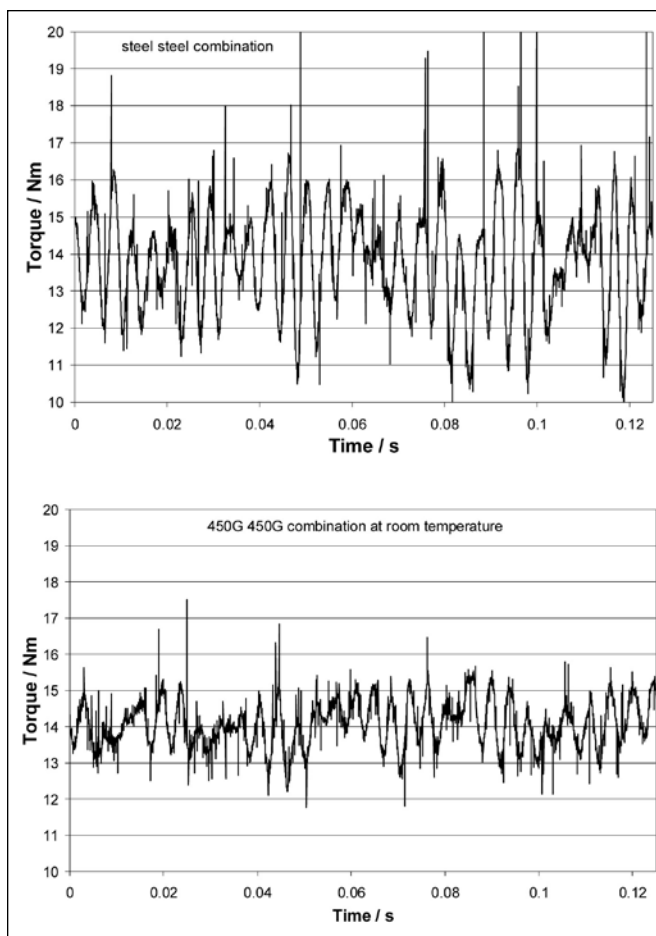 steel steel combination
20
19
18
17
16
15
14
13
12
11
10
Torque / Nm
0 0.02 0.04 0.06 0.08 0.1 0.12
Time / s
450G 450G combination at room temperature
20
19
18
17
16
15
14
13
12
11
10
Torque / Nm
0 0.02 0.04 0.06 0.08 0.1 0.12
Time / s